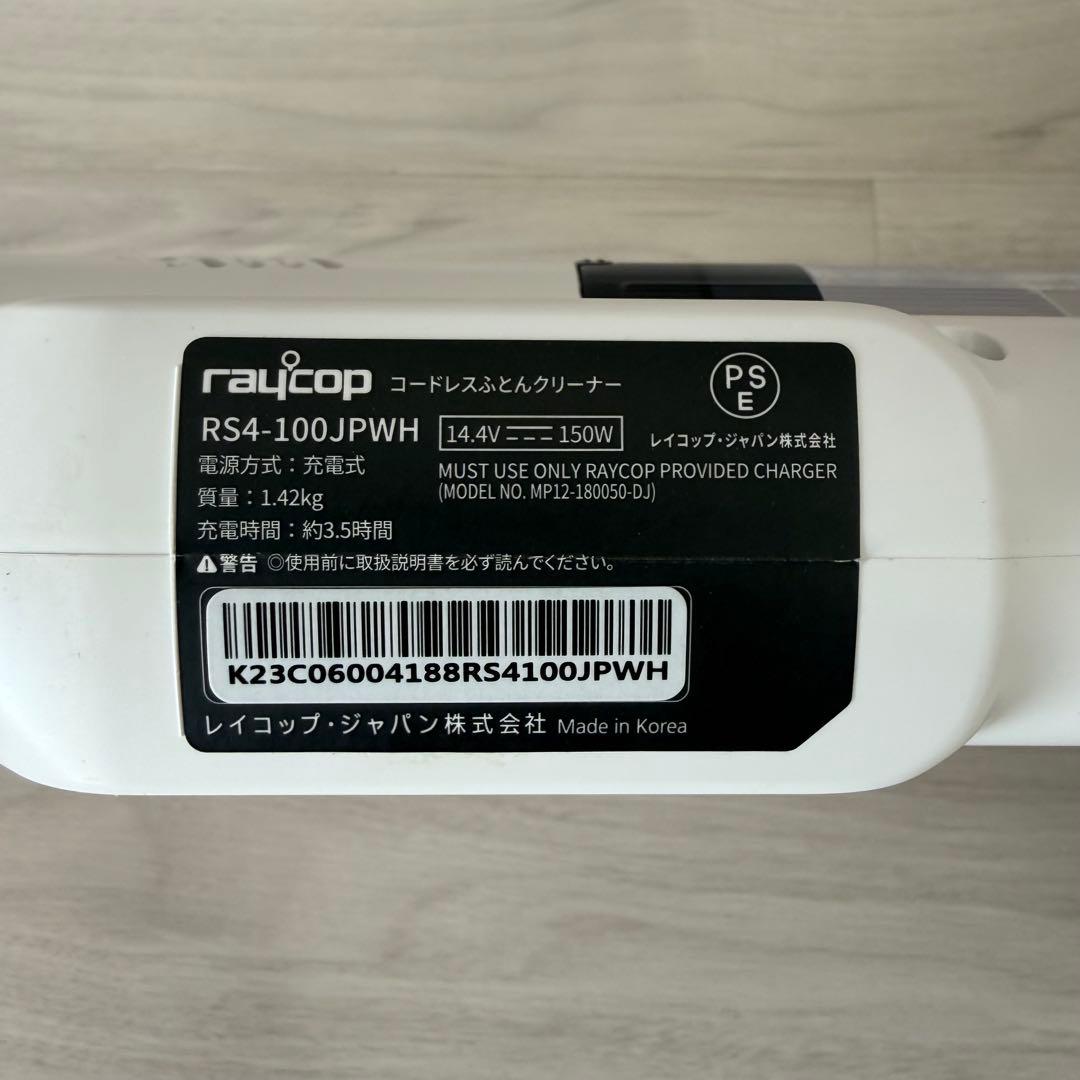 raycop コードレスふとんクリーナー
PS
E
RS4-100JPWH 14.4V 150W レイコップ・ジャパン株式会社
電源方式：充電式
MUST USE ONLY RAYCOP PROVIDED CHARGER
(MODEL NO. MP12-180050-DJ)
質量：1.42kg
充電時間：約3.5時間
警告 ◎使用前に取扱説明書を必ず読んでください。
K23C06004188RS4100JPWH
レイコップ・ジャパン株式会社 Made in Korea